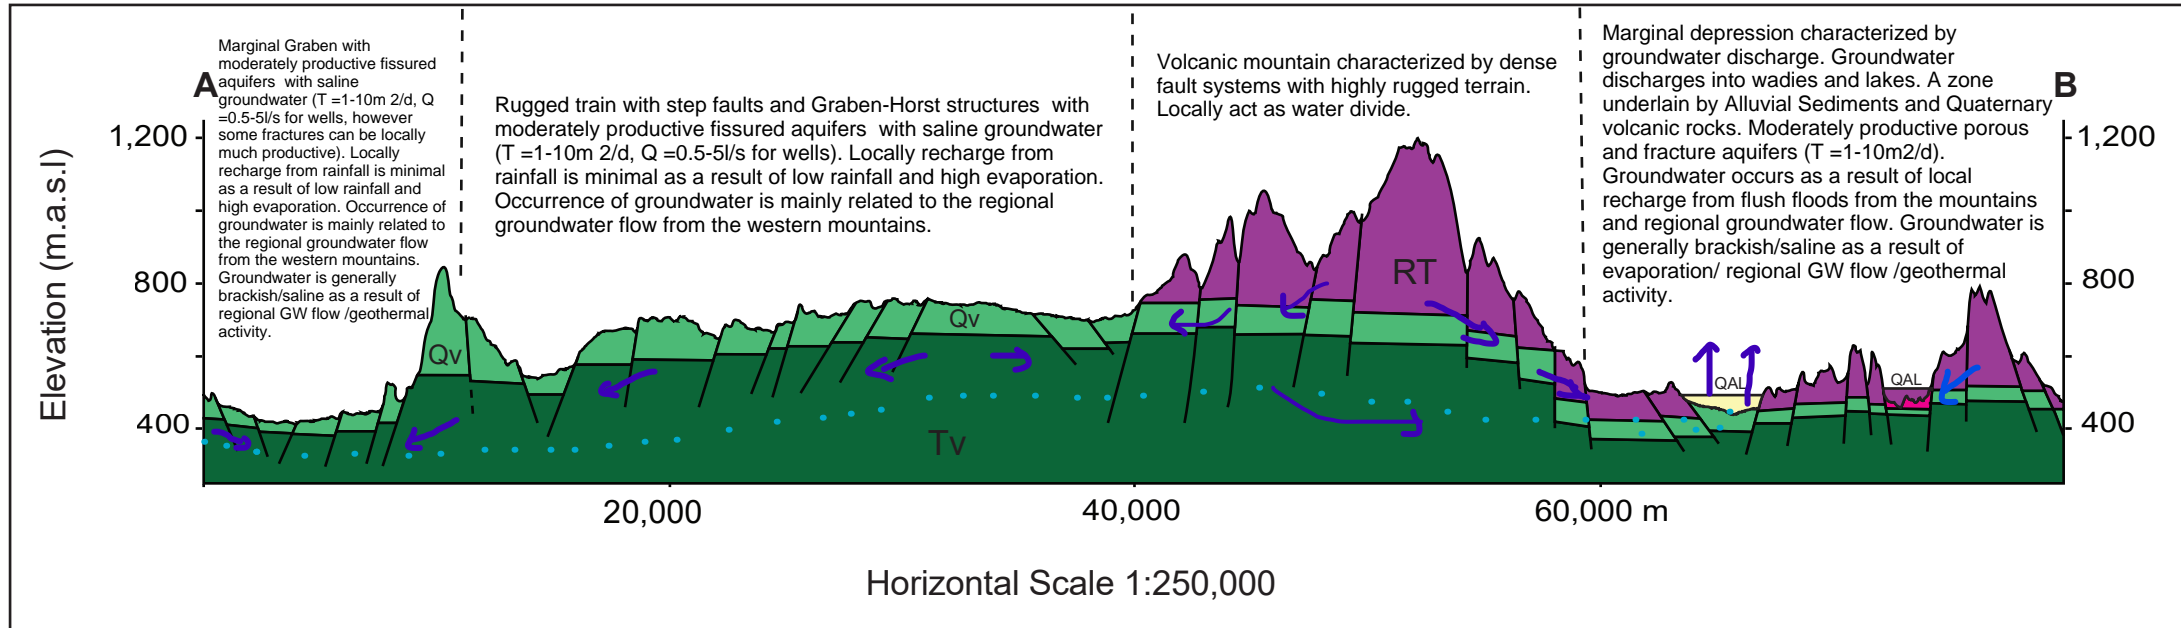 Marginal Graben with
moderately productive fissured
aquifers with saline
groundwater (T =1-10m 2/d, Q
=0.5-5l/s for wells, however
some fractures can be locally
much productive). Locally
recharge from rainfall is minimal
as a result of low rainfall and
high evaporation. Occurrence of
groundwater is mainly related to
the regional groundwater flow
from the western mountains.
Groundwater is generally
brackish/saline as a result of
regional GW flow /geothermal
activity.
Rugged train with step faults and Graben-Horst structures with
moderately productive fissured aquifers with saline groundwater
(T =1-10m 2/d, Q =0.5-5l/s for wells). Locally recharge from
rainfall is minimal as a result of low rainfall and high evaporation.
Occurrence of groundwater is mainly related to the regional
groundwater flow from the western mountains.
Volcanic mountain characterized by dense
fault systems with highly rugged terrain.
Locally act as water divide.
Marginal depression characterized by
groundwater discharge. Groundwater
discharges into wadies and lakes. A zone
underlain by Alluvial Sediments and Quaternary
volcanic rocks. Moderately productive porous
and fracture aquifers (T =1-10m2/d).
Groundwater occurs as a result of local
recharge from flush floods from the mountains
and regional groundwater flow. Groundwater is
generally brackish/saline as a result of
evaporation/ regional GW flow /geothermal
activity.
A
B
Elevation (m.a.s.l)
1,200
800
400
1,200
800
400
Qv
Qv
RT
Tv
QAL
QAL
20,000
40,000
60,000 m
Horizontal Scale 1:250,000